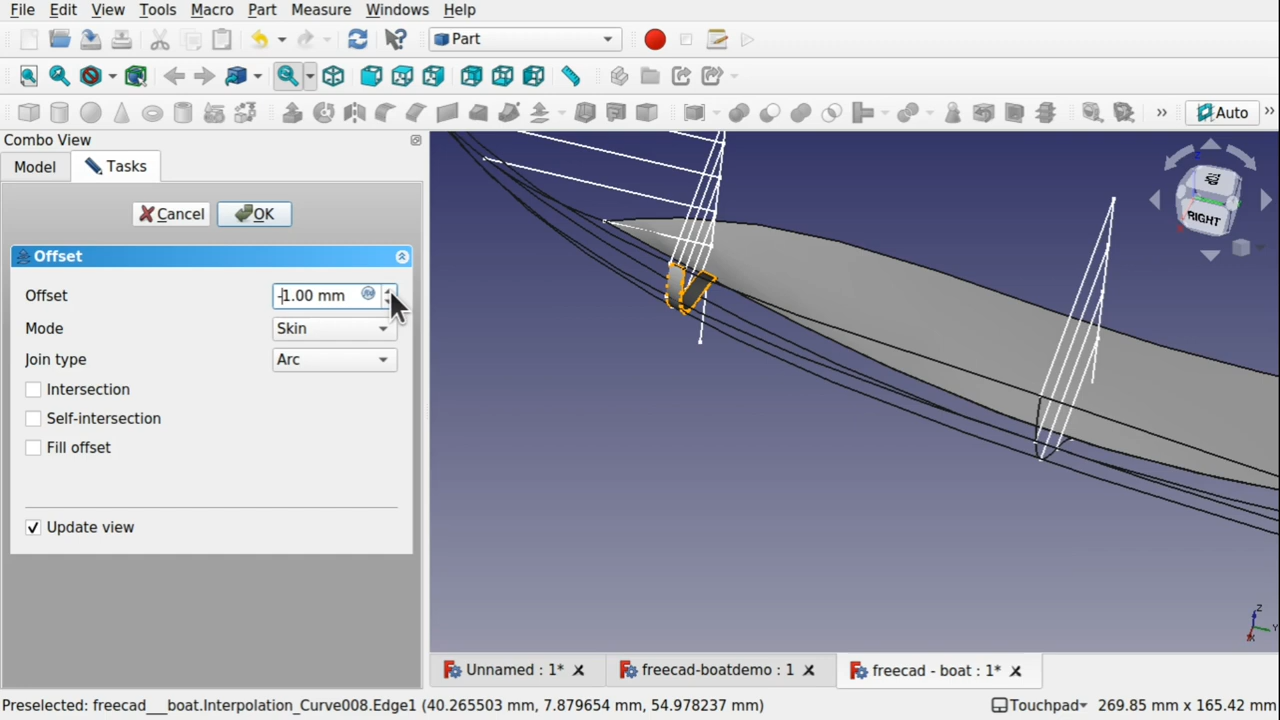 File Edit View Tools Macro Part Measure Windows Help
Part
Auto
Combo View
Model Tasks
Cancel OK
Offset
Offset -1.00 mm
Mode Skin
Join type Arc
Intersection
Self-intersection
Fill offset
Update view
RIGHT
Z
Y
Unnamed : 1* freecad-boatdemo : 1 freecad - boat : 1*
Preselected: freecad___boat.Interpolation_Curve008.Edge1 (40.265503 mm, 7.879654 mm, 54.978237 mm) Touchpad 269.85 mm x 165.42 mm